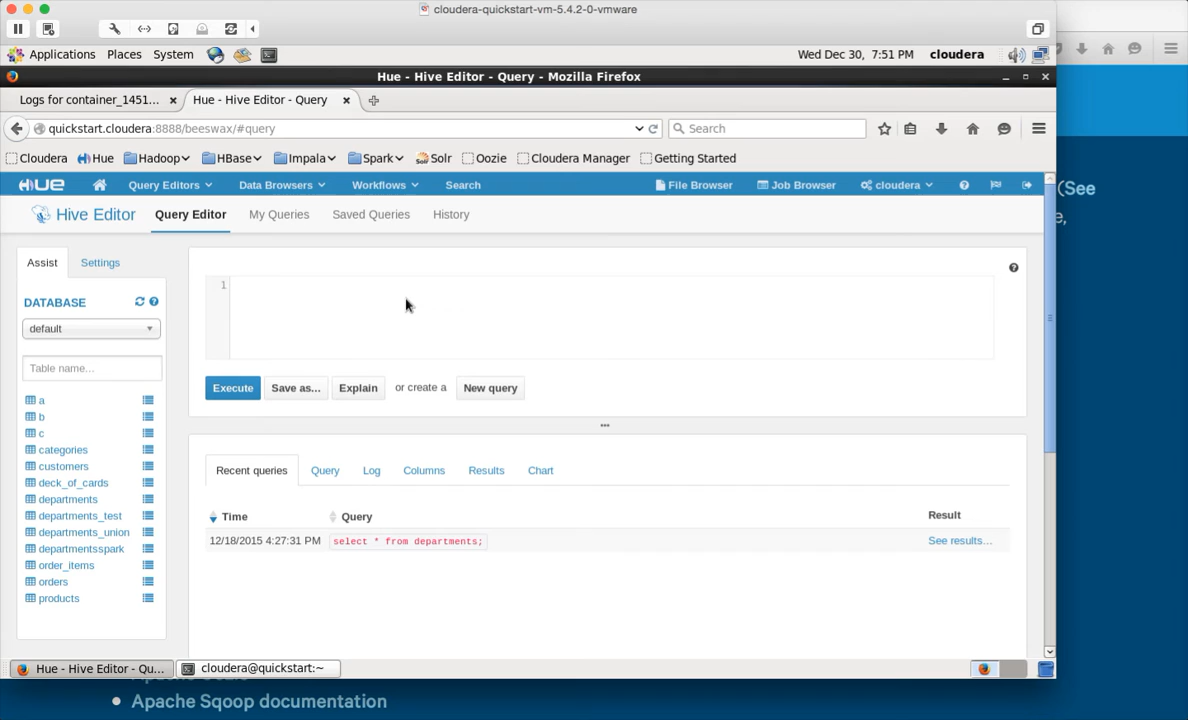 cloudera-quickstart-vm-5.4.2-0-vmware
Applications Places System Wed Dec 30, 7:51 PM cloudera
Hue - Hive Editor - Query - Mozilla Firefox
Logs for container_1451... Hue - Hive Editor - Query
quickstart.cloudera:8888/beeswax/#query Search
Cloudera Hue Hadoop HBase Impala Spark Solr Oozie Cloudera Manager Getting Started
HUE Query Editors Data Browsers Workflows Search File Browser Job Browser cloudera
(See
Hive Editor Query Editor My Queries Saved Queries History
Assist Settings
1
DATABASE
default
Table name...
Execute Save as... Explain or create a New query
a
b
c
categories
customers
deck_of_cards
departments
departments_test
departments_union
departmentsspark
order_items
orders
products
Recent queries Query Log Columns Results Chart
Time Query Result
12/18/2015 4:27:31 PM select * from departments; See results...
Hue - Hive Editor - Qu... cloudera@quickstart:~
Apache Sqoop documentation